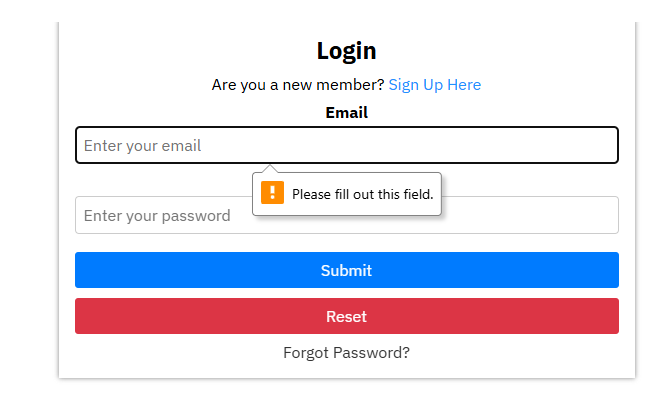 Login
Are you a new member? Sign Up Here
Email
Enter your email
Please fill out this field.
Enter your password
Submit
Reset
Forgot Password?